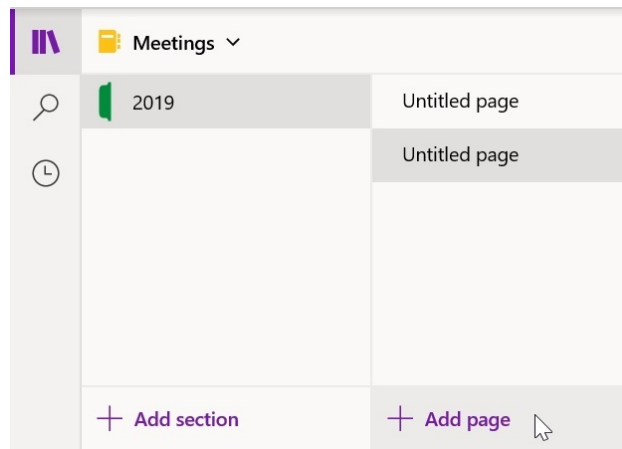 Meetings
2019
Untitled page
Untitled page
Add section
Add page